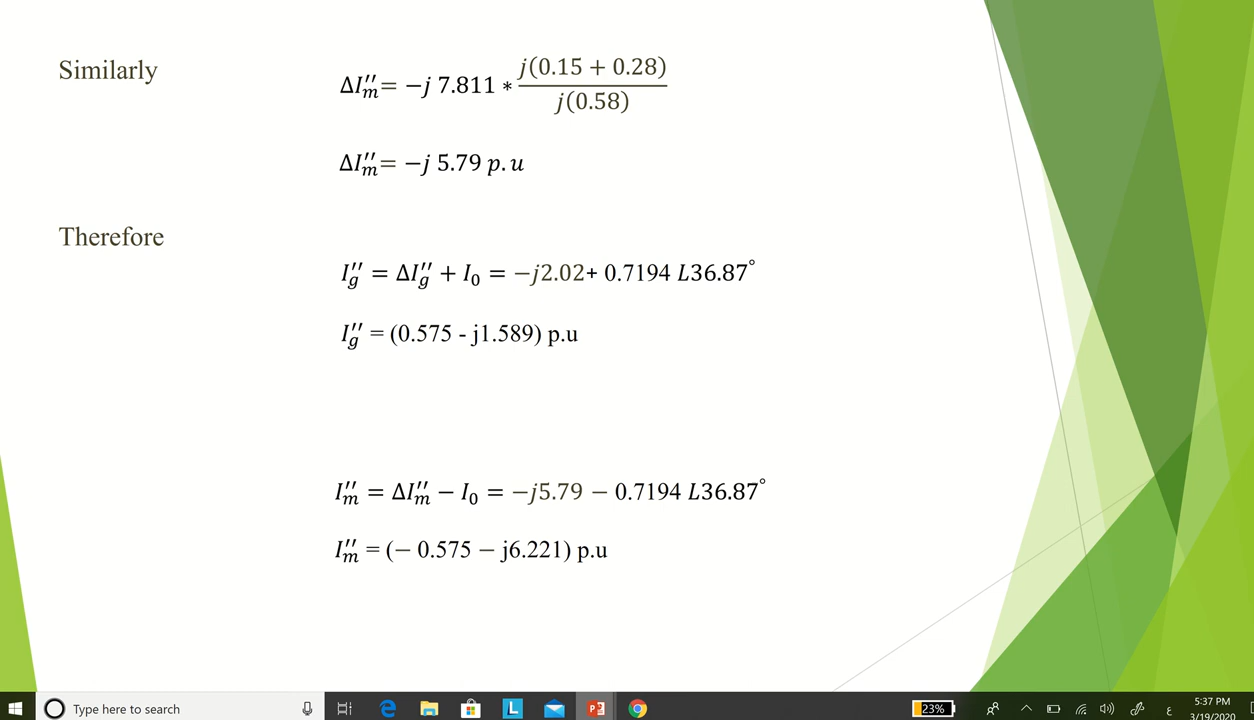 Similarly
ΔI''ₘ = −j 7.811 ∗ j(0.15 + 0.28) / j(0.58)
ΔI''ₘ = −j 5.79 p.u
Therefore
I''g = ΔI''g + I₀ = −j2.02+ 0.7194 L36.87°
I''g = (0.575 - j1.589) p.u
I''ₘ = ΔI''ₘ − I₀ = −j5.79 − 0.7194 L36.87°
I''ₘ = (− 0.575 − j6.221) p.u
Type here to search
23%
ع
5:37 PM
3/19/2020